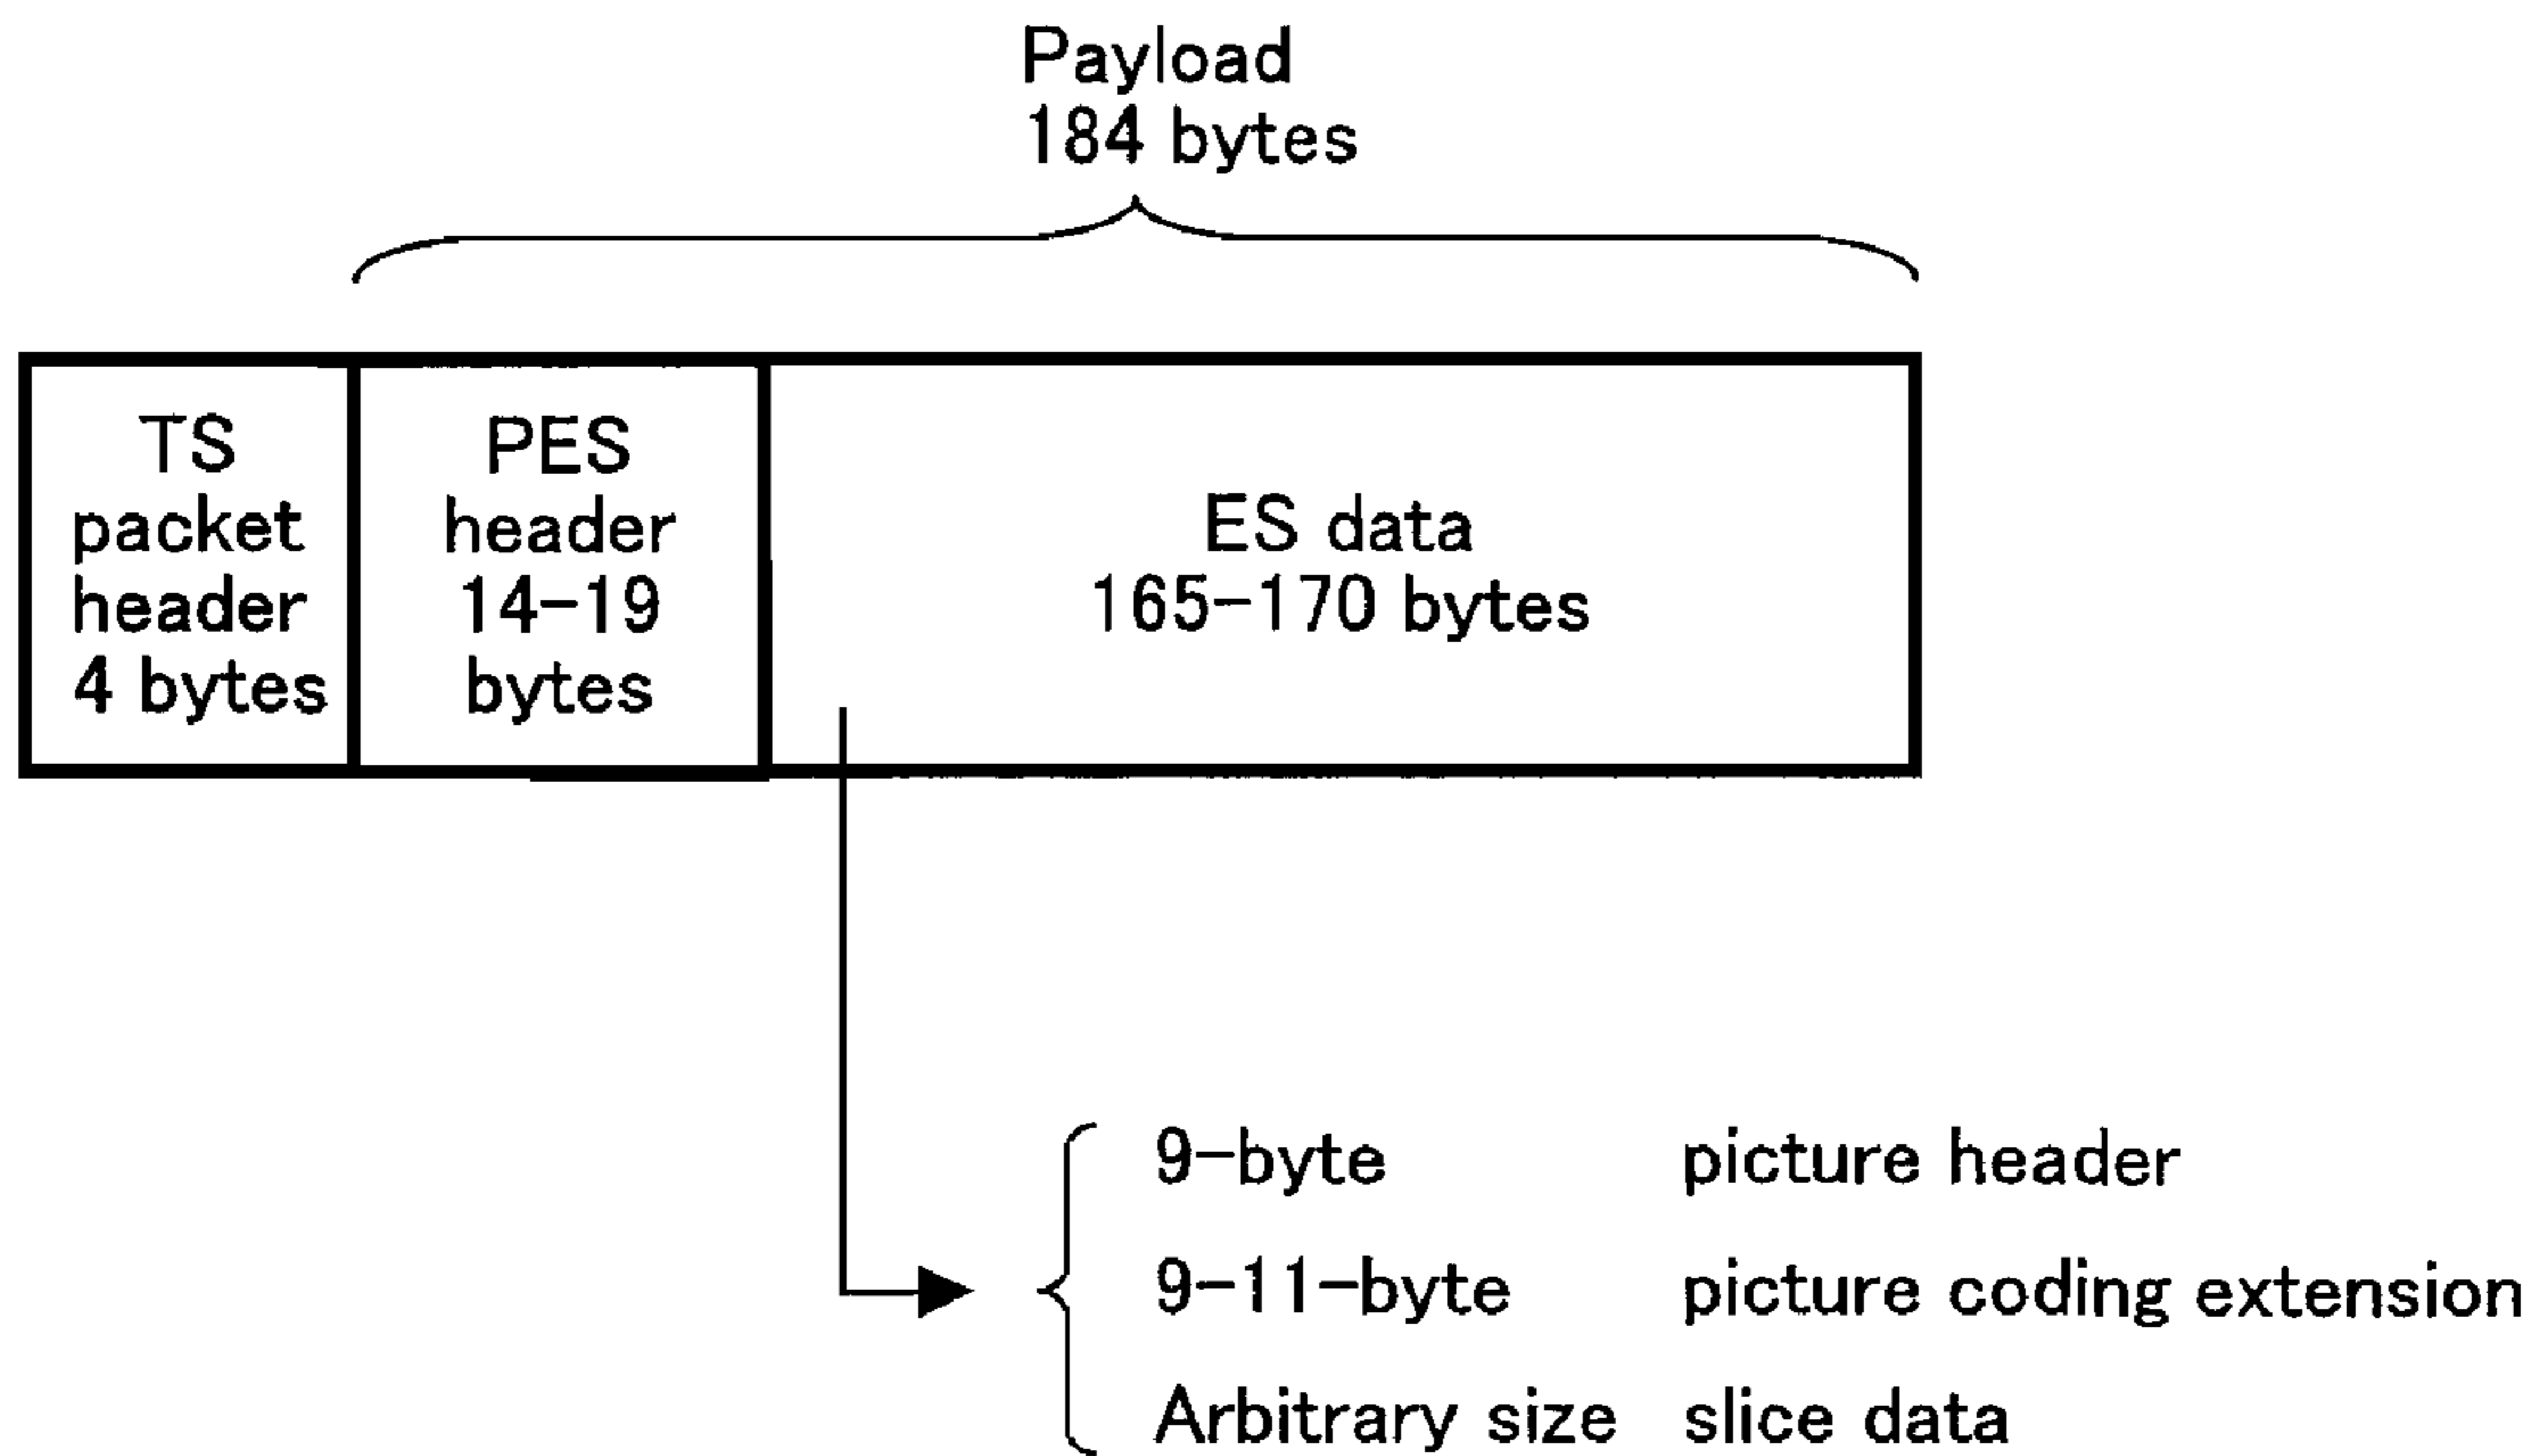 Payload
184 bytes
TS
packet
header
4 bytes
PES
header
14-19
bytes
ES data
165-170 bytes
9-byte picture header
9-11-byte picture coding extension
Arbitrary size slice data